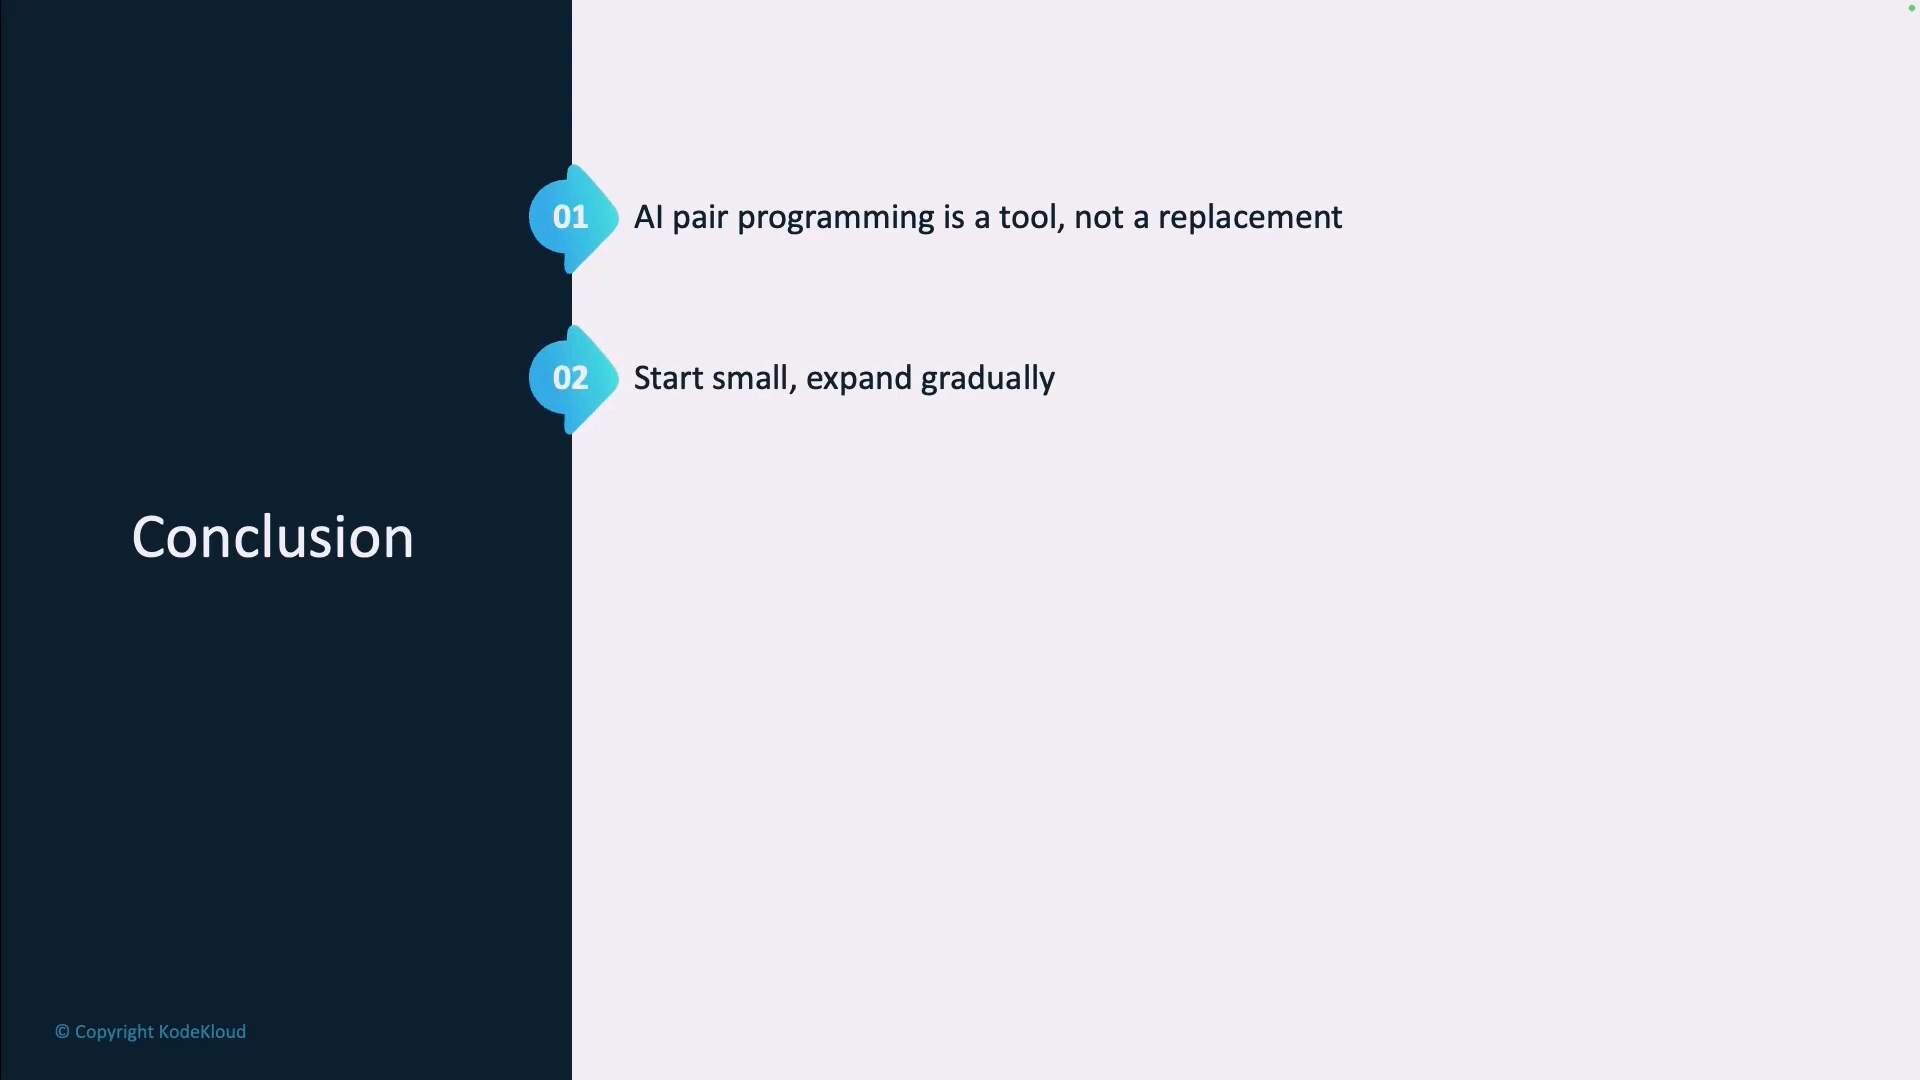 01 AI pair programming is a tool, not a replacement
02 Start small, expand gradually
Conclusion
© Copyright KodeKloud